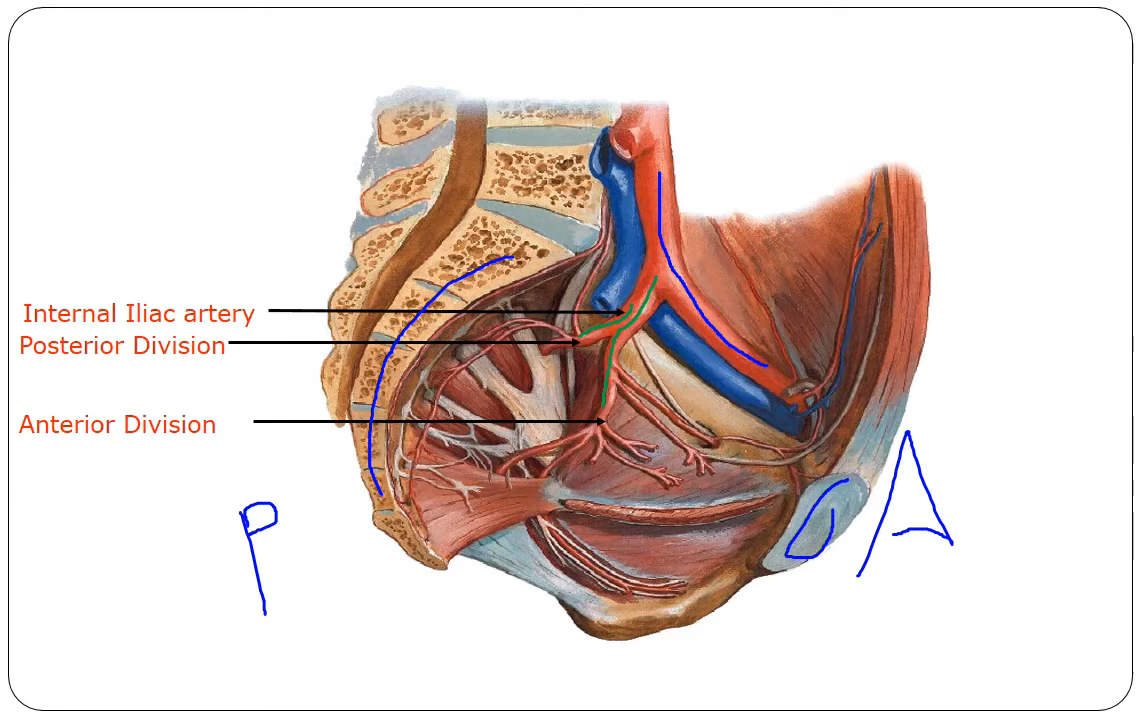 Internal Iliac artery
Posterior Division
Anterior Division
P
A